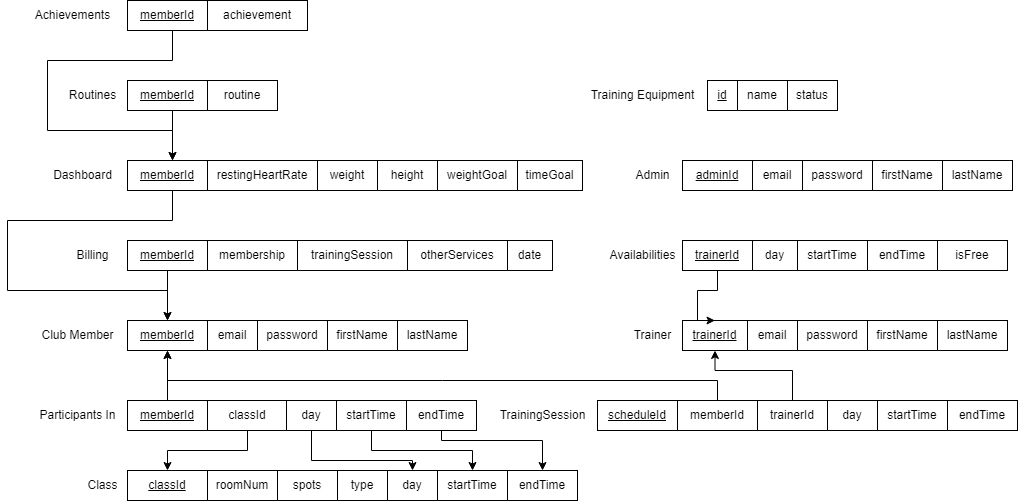 Achievements memberId achievement
Routines memberId routine
Training Equipment id name status
Dashboard memberId restingHeartRate weight height weightGoal timeGoal
Admin adminId email password firstName lastName
Billing memberId membership trainingSession otherServices date
Availabilities trainerId day startTime endTime isFree
Club Member memberId email password firstName lastName
Trainer trainerId email password firstName lastName
Participants In memberId classId day startTime endTime
TrainingSession scheduleId memberId trainerId day startTime endTime
Class classId roomNum spots type day startTime endTime